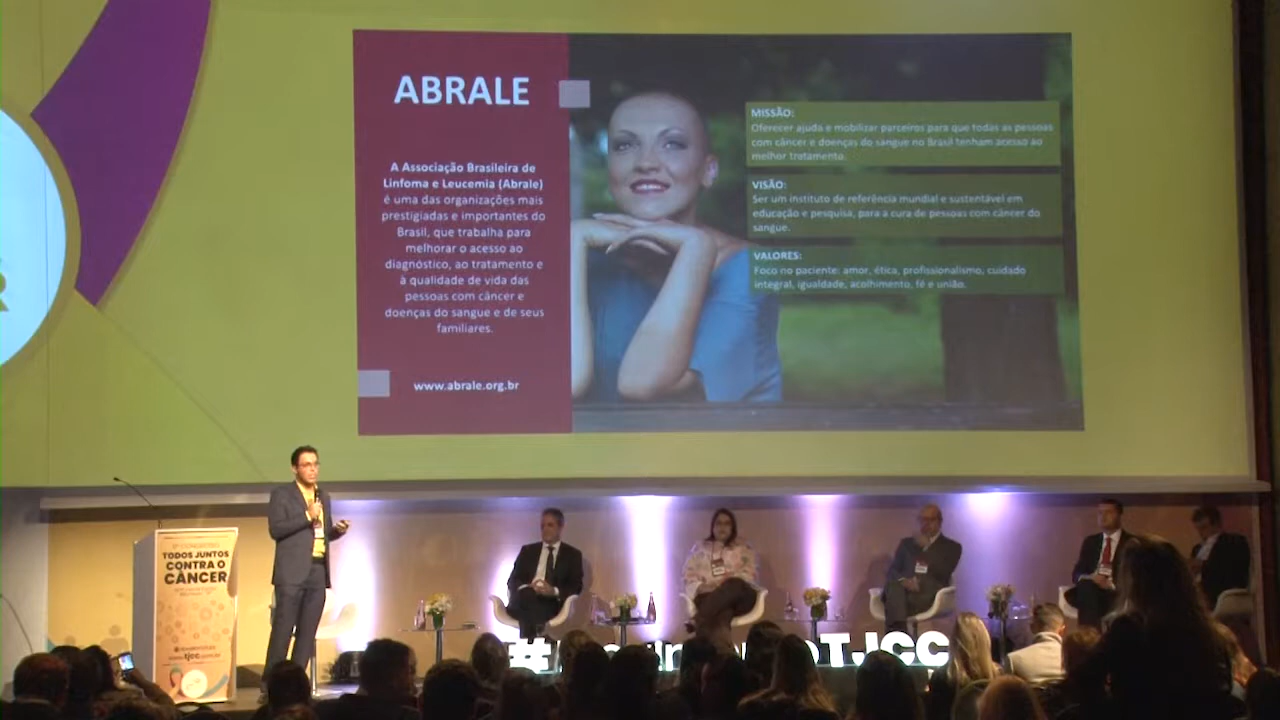 ABRALE
A Associação Brasileira de
Linfoma e Leucemia (Abrale)
é uma das organizações mais
prestigiadas e importantes do
Brasil, que trabalha para
melhorar o acesso ao
diagnóstico, ao tratamento e
à qualidade de vida das
pessoas com câncer e
doenças do sangue e de seus
familiares.
www.abrale.org.br
MISSÃO:
Oferecer ajuda e mobilizar parceiros para que todas as pessoas
com câncer e doenças do sangue no Brasil tenham acesso ao
melhor tratamento.
VISÃO:
Ser um instituto de referência mundial e sustentável em
educação e pesquisa, para a cura de pessoas com câncer do
sangue.
VALORES:
Foco no paciente: amor, ética, profissionalismo, cuidado
integral, igualdade, acolhimento, fé e união.
R
TODOS JUNTOS
CONTRA O
CÂNCER
tjcc
#
TJCC